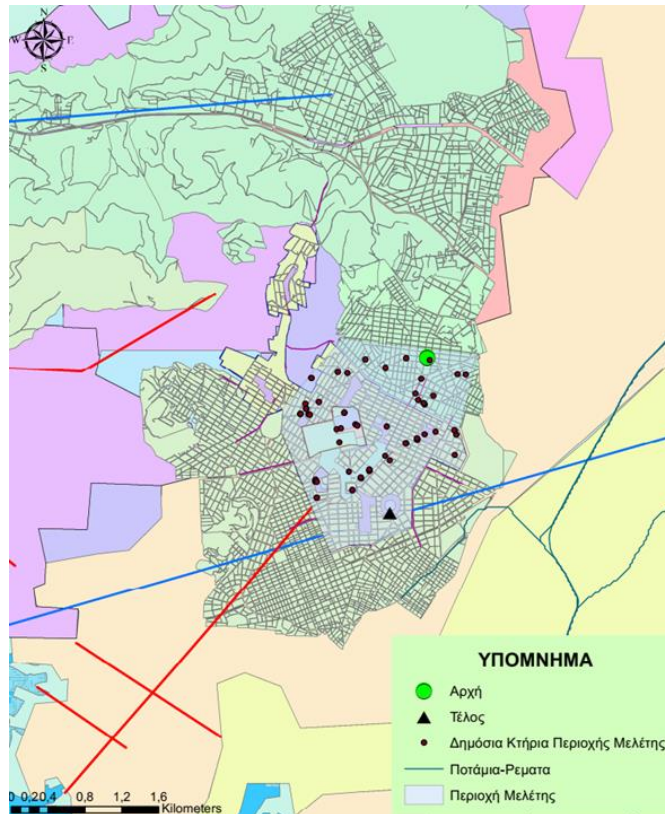 N
W
Γ.
S
ΥΠΟΜΝΗΜΑ
Αρχή
Τέλος
Δημόσια Κτήρια Περιοχής Μελέτης
Ποτάμια-Ρεματα
Περιοχή Μελέτης
0 0,20,4 0,8 1,2 1,6
Kilometers